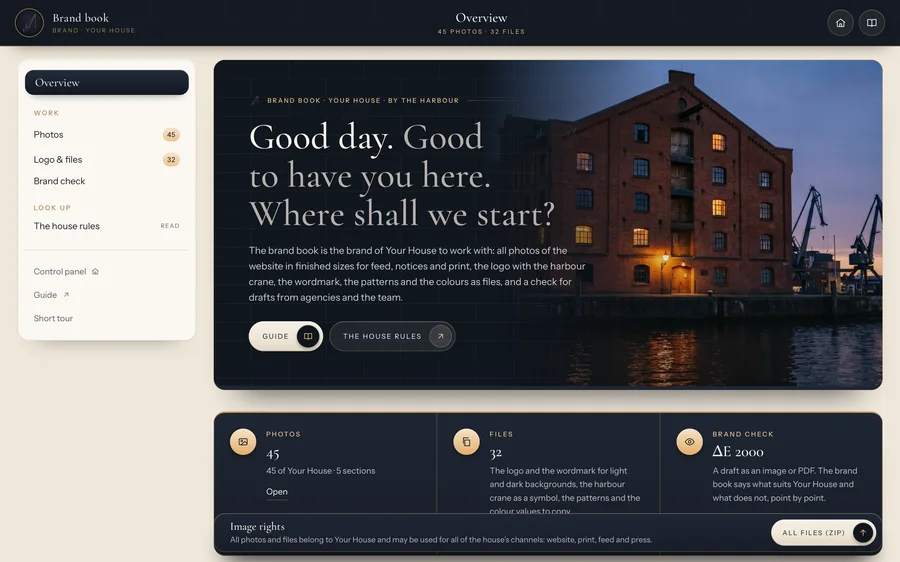 Brand book
BRAND · YOUR HOUSE
Overview
45 PHOTOS · 32 FILES
Overview
WORK
Photos
45
Logo & files
32
Brand check
LOOK UP
The house rules
READ
Control panel
Guide
Short tour
BRAND BOOK · YOUR HOUSE · BY THE HARBOUR
Good day. Good
to have you here.
Where shall we start?
The brand book is the brand of Your House to work with: all photos of the
website in finished sizes for feed, notices and print, the logo with the harbour
crane, the wordmark, the patterns and the colours as files, and a check for
drafts from agencies and the team.
GUIDE
THE HOUSE RULES
PHOTOS
45
45 of Your House · 5 sections
Open
FILES
32
The logo and the wordmark for light
and dark backgrounds, the harbour
crane as a symbol, the patterns and the
colour values to copy
BRAND CHECK
ΔE 2000
A draft as an image or PDF. The brand
book says what suits Your House and
what does not, point by point.
Image rights
All photos and files belong to Your House and may be used for all of the house's channels: website, print, feed and press.
ALL FILES (ZIP)